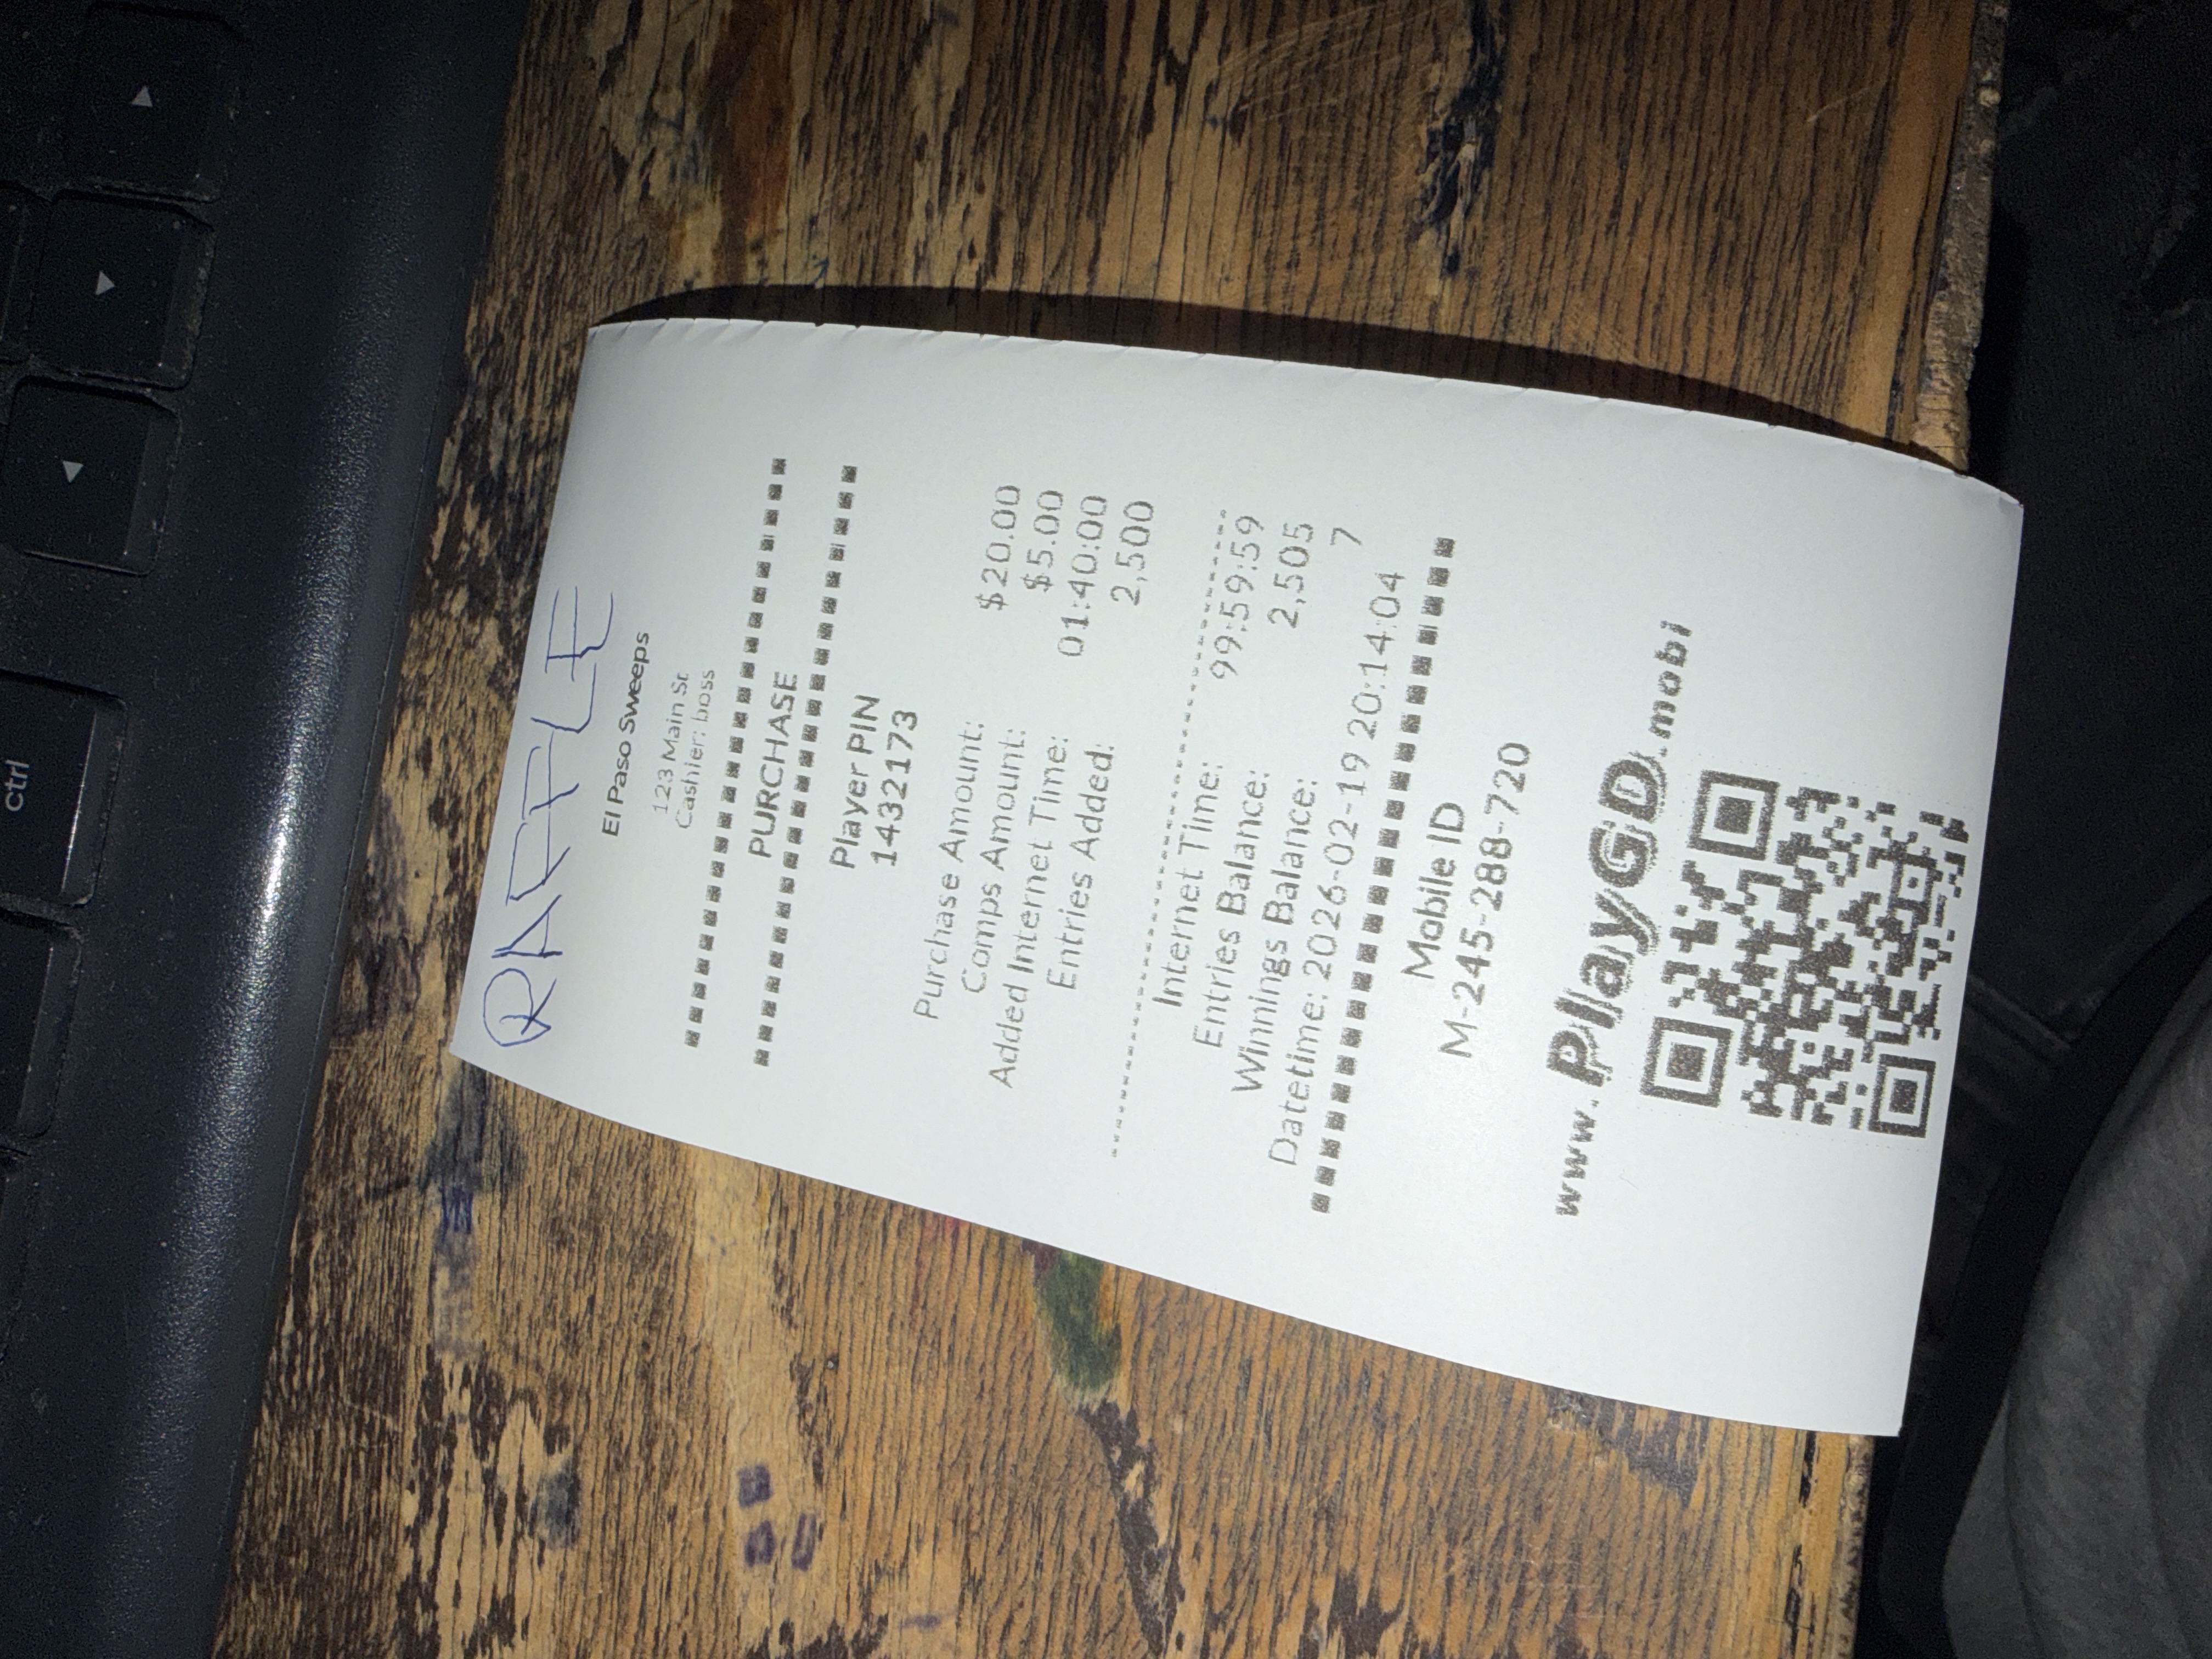 RAFFLE
El Paso Sweeps
123 Main St
Cashier: boss
PURCHASE
Player PIN
1432173
Purchase Amount: $20.00
Comps Amount: $5.00
Added Internet Time: 01:40:00
Entries Added: 2,500
Internet Time: 99:59:59
Entries Balance: 2,505
Winnings Balance: 7
Datetime: 2026-02-19 20:14:04
Mobile ID
M-245-288-720
www.PlayGD.mobi
ctrl